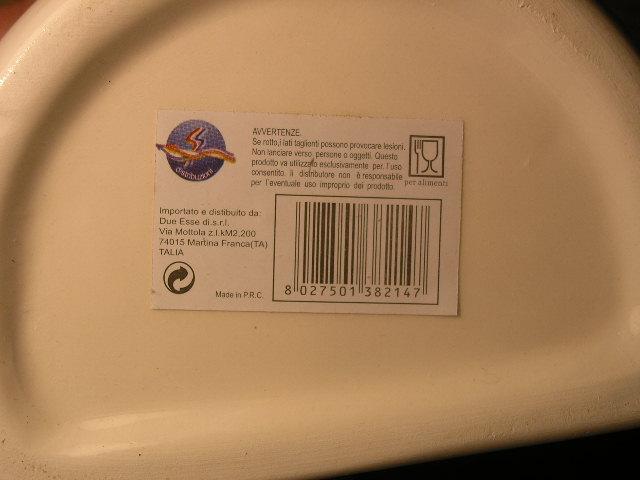 distribuzioni
AVVERTENZE.
Se rotto,i lati taglienti possono provocare lesioni.
Non lanciare verso persone o oggetti. Questo
prodotto va utilizzato esclusivamente per l'uso
consentito. Il distributore non è responsabile
per l'eventuale uso improprio dei prodotto.
per alimenti
Importato e distibuito da:
Due Esse di.s.r.l.
Via Mottola z.I.kM2,200
74015 Martina Franca(TA)
TALIA
Made in P.R.C.
8 027501 382147